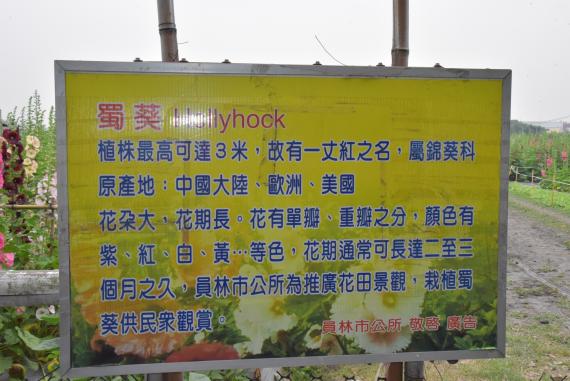 蜀葵 Hollyhock
植株最高可達3米，故有一丈紅之名，屬錦葵科
原產地：中國大陸、歐洲、美國
花朵大，花期長。花有單瓣、重瓣之分，顏色有
紫、紅、白、黃…等色，花期通常可長達二至三
個月之久，員林市公所為推廣花田景觀，栽植蜀
葵供民眾觀賞。
員林市公所 敬啓 廣告